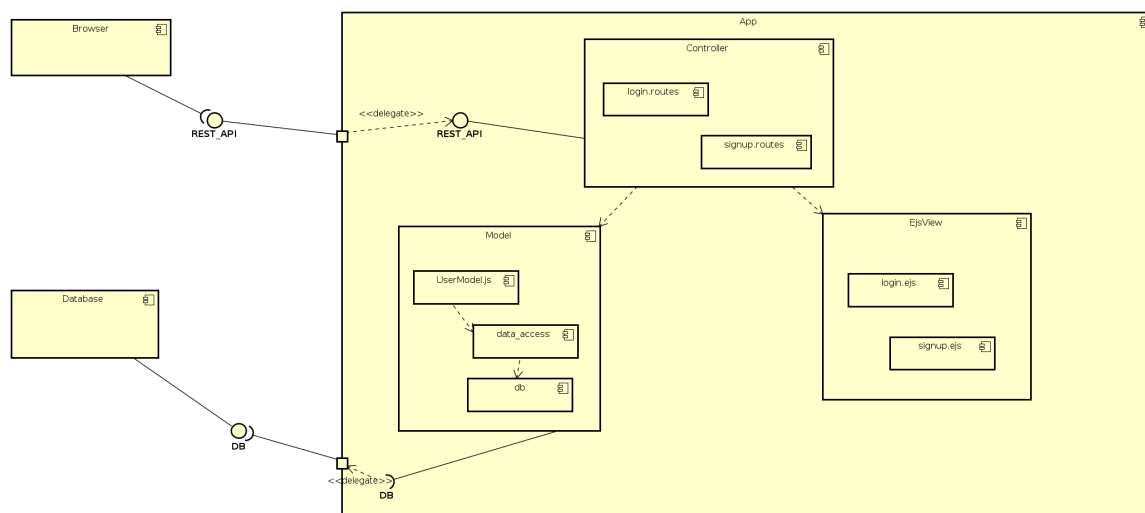 App
Browser
Controller
login.routes
<<delegate>>
REST_API
REST_API
signup.routes
EjsView
Model
UserModel.js
login.ejs
Database
data_access
signup.ejs
db
DB
<<delegate>>
DB